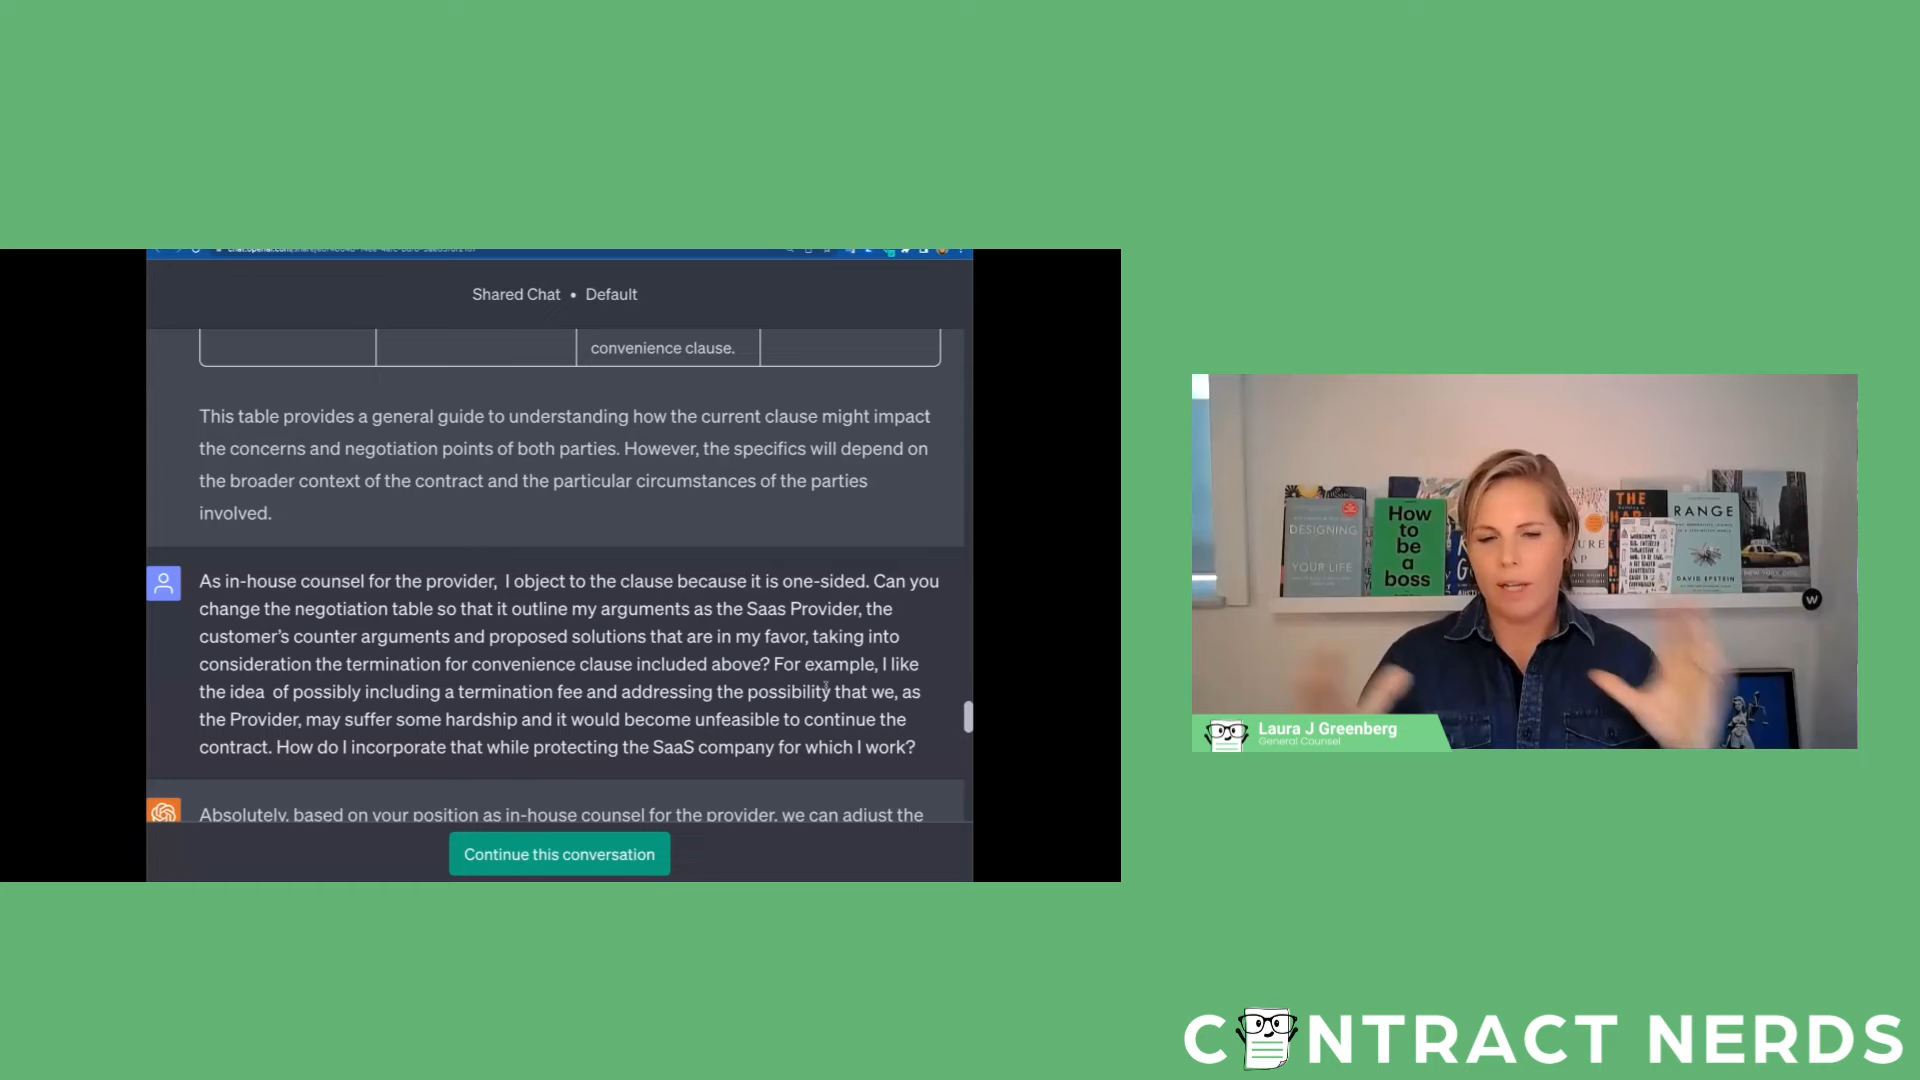 Shared Chat • Default
convenience clause.
This table provides a general guide to understanding how the current clause might impact
the concerns and negotiation points of both parties. However, the specifics will depend on
the broader context of the contract and the particular circumstances of the parties
involved.
As in-house counsel for the provider, I object to the clause because it is one-sided. Can you
change the negotiation table so that it outline my arguments as the Saas Provider, the
customer's counter arguments and proposed solutions that are in my favor, taking into
consideration the termination for convenience clause included above? For example, I like
the idea of possibly including a termination fee and addressing the possibility that we, as
the Provider, may suffer some hardship and it would become unfeasible to continue the
contract. How do I incorporate that while protecting the SaaS company for which I work?
Absolutely, based on your position as in-house counsel for the provider, we can adjust the
Continue this conversation
DESIGNING
YOUR LIFE
How
to
be
a
boss
THE
RANGE
DAVID EPSTEIN
W
Laura J Greenberg
General Counsel
CONTRACT NERDS